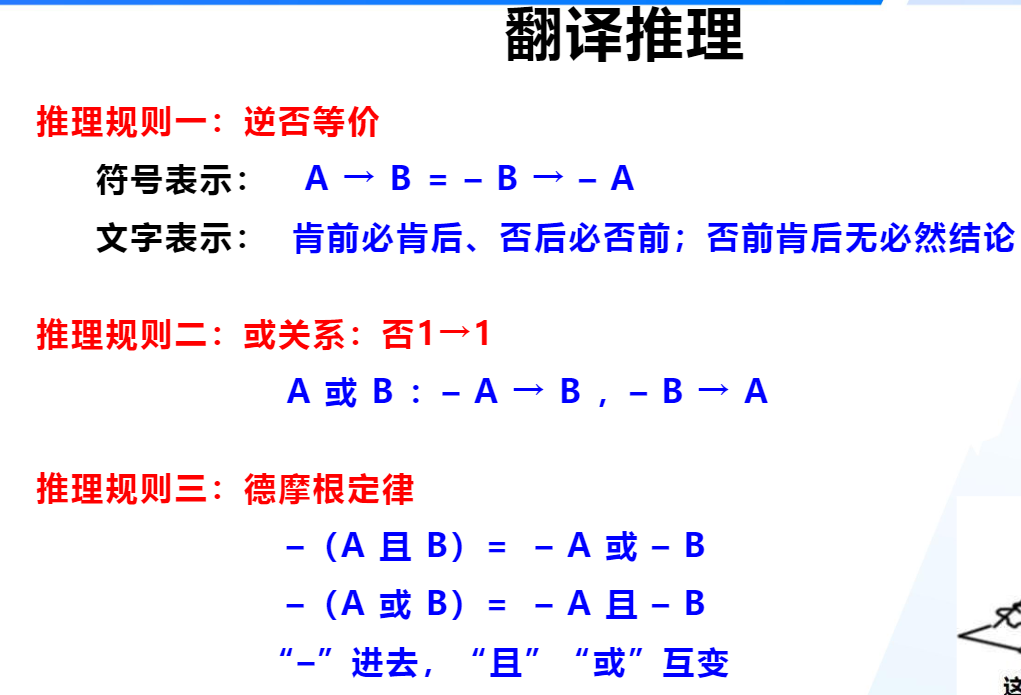 翻译推理
推理规则一：逆否等价
符号表示： A → B = – B → – A
文字表示： 肯前必肯后、否后必否前；否前肯后无必然结论
推理规则二：或关系：否1→1
A 或 B ：– A → B ，– B → A
推理规则三：德摩根定律
–（A 且 B）= – A 或 – B
–（A 或 B）= – A 且 – B
“–”进去，“且”“或”互变
这